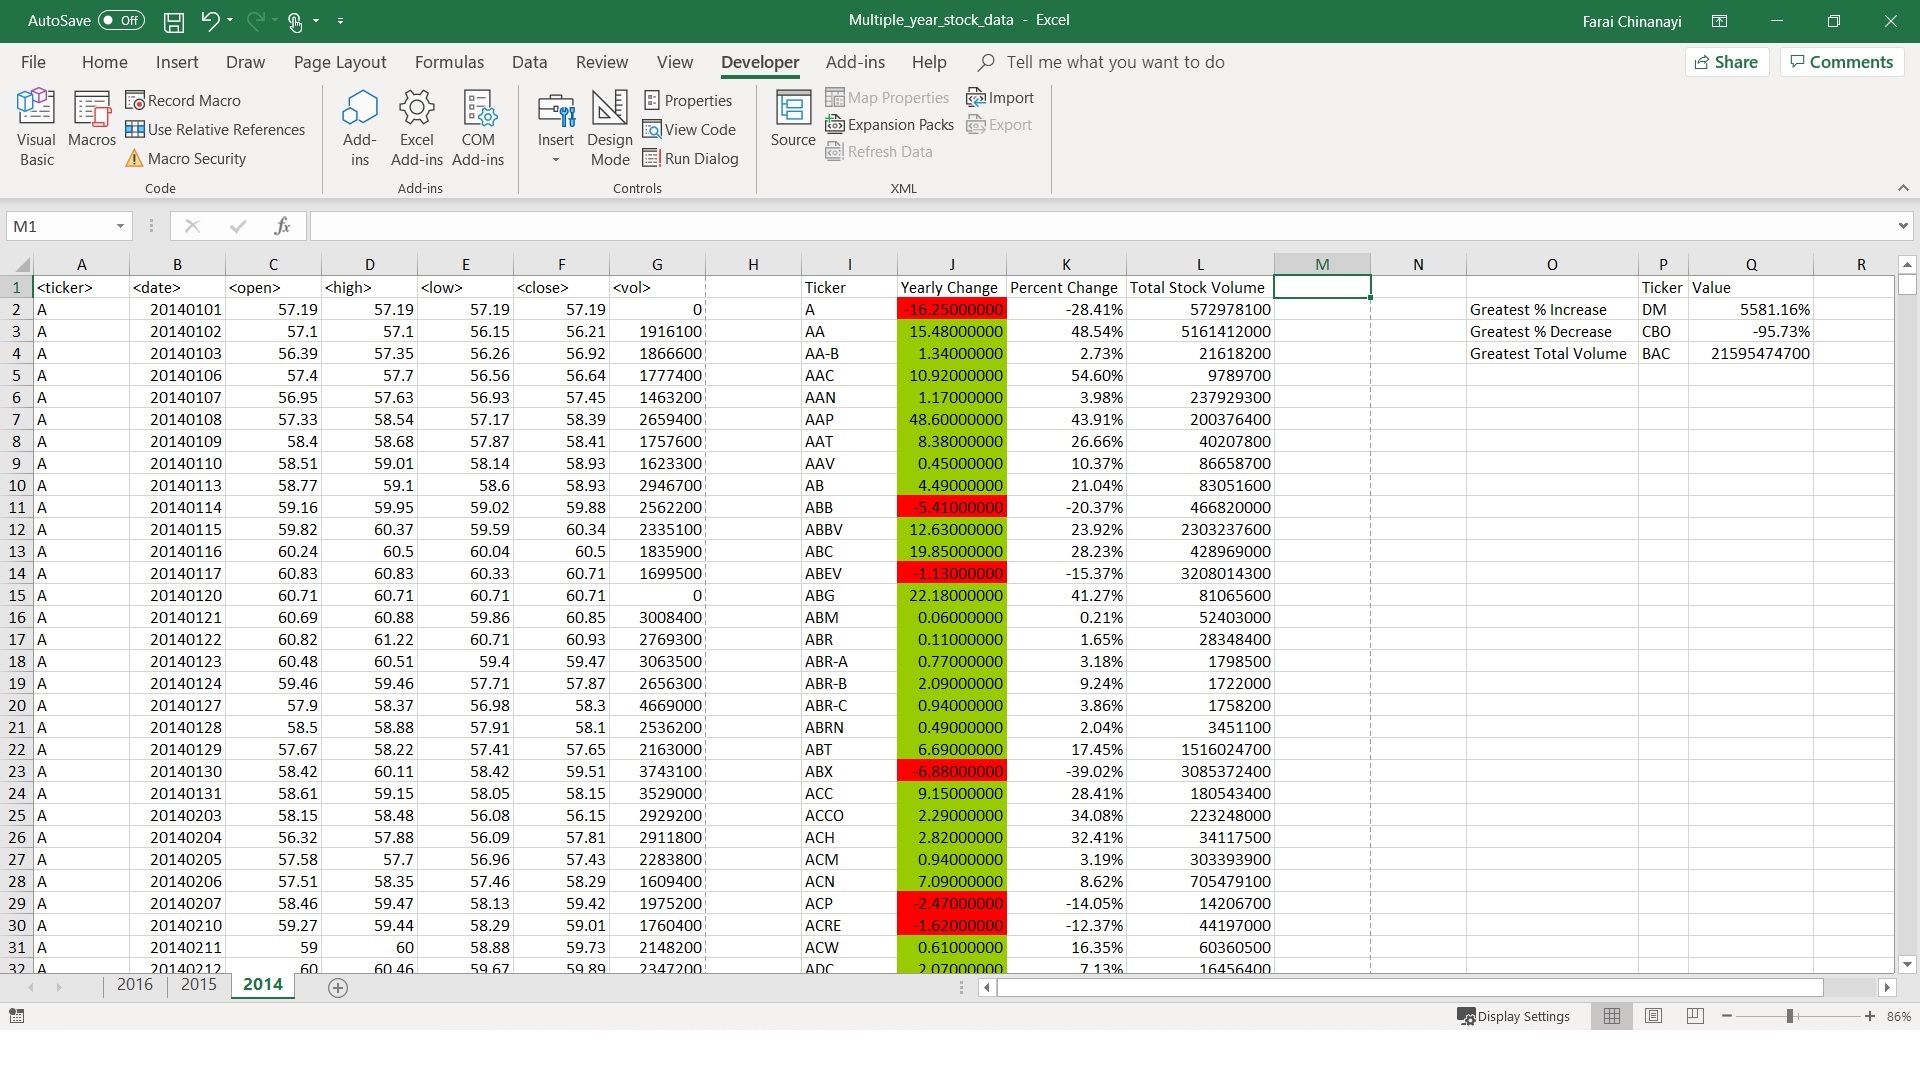 AutoSave Off Multiple_year_stock_data - Excel Farai Chinanayi
File Home Insert Draw Page Layout Formulas Data Review View Developer Add-ins Help Tell me what you want to do Share Comments
Visual Basic Macros Record Macro Use Relative References Macro Security Code
Add-ins Excel Add-ins COM Add-ins Add-ins
Insert Design Mode Properties View Code Run Dialog Controls
Source Map Properties Expansion Packs Refresh Data Import Export XML
M1 fx
A B C D E F G H I J K L M N O P Q R
1 <ticker> <date> <open> <high> <low> <close> <vol> Ticker Yearly Change Percent Change Total Stock Volume Ticker Value
2 A 20140101 57.19 57.19 57.19 57.19 0 A -16.25000000 -28.41% 572978100 Greatest % Increase DM 5581.16%
3 A 20140102 57.1 57.1 56.15 56.21 1916100 AA 15.48000000 48.54% 5161412000 Greatest % Decrease CBO -95.73%
4 A 20140103 56.39 57.35 56.26 56.92 1866600 AA-B 1.34000000 2.73% 21618200 Greatest Total Volume BAC 21595474700
5 A 20140106 57.4 57.7 56.56 56.64 1777400 AAC 10.92000000 54.60% 9789700
6 A 20140107 56.95 57.63 56.93 57.45 1463200 AAN 1.17000000 3.98% 237929300
7 A 20140108 57.33 58.54 57.17 58.39 2659400 AAP 48.60000000 43.91% 200376400
8 A 20140109 58.4 58.68 57.87 58.41 1757600 AAT 8.38000000 26.66% 40207800
9 A 20140110 58.51 59.01 58.14 58.93 1623300 AAV 0.45000000 10.37% 86658700
10 A 20140113 58.77 59.1 58.6 58.93 2946700 AB 4.49000000 21.04% 83051600
11 A 20140114 59.16 59.95 59.02 59.88 2562200 ABB -5.41000000 -20.37% 466820000
12 A 20140115 59.82 60.37 59.59 60.34 2335100 ABBV 12.63000000 23.92% 2303237600
13 A 20140116 60.24 60.5 60.04 60.5 1835900 ABC 19.85000000 28.23% 428969000
14 A 20140117 60.83 60.83 60.33 60.71 1699500 ABEV -1.13000000 -15.37% 3208014300
15 A 20140120 60.71 60.71 60.71 60.71 0 ABG 22.18000000 41.27% 81065600
16 A 20140121 60.69 60.88 59.86 60.85 3008400 ABM 0.06000000 0.21% 52403000
17 A 20140122 60.82 61.22 60.71 60.93 2769300 ABR 0.11000000 1.65% 28348400
18 A 20140123 60.48 60.51 59.4 59.47 3063500 ABR-A 0.77000000 3.18% 1798500
19 A 20140124 59.46 59.46 57.71 57.87 2656300 ABR-B 2.09000000 9.24% 1722000
20 A 20140127 57.9 58.37 56.98 58.3 4669000 ABR-C 0.94000000 3.86% 1758200
21 A 20140128 58.5 58.88 57.91 58.1 2536200 ABRN 0.49000000 2.04% 3451100
22 A 20140129 57.67 58.22 57.41 57.65 2163000 ABT 6.69000000 17.45% 1516024700
23 A 20140130 58.42 60.11 58.42 59.51 3743100 ABX -6.88000000 -39.02% 3085372400
24 A 20140131 58.61 59.15 58.05 58.15 3529000 ACC 9.15000000 28.41% 180543400
25 A 20140203 58.15 58.48 56.08 56.15 2929200 ACCO 2.29000000 34.08% 223248000
26 A 20140204 56.32 57.88 56.09 57.81 2911800 ACH 2.82000000 32.41% 34117500
27 A 20140205 57.58 57.7 56.96 57.43 2283800 ACM 0.94000000 3.19% 303393900
28 A 20140206 57.51 58.35 57.46 58.29 1609400 ACN 7.09000000 8.62% 705479100
29 A 20140207 58.46 59.47 58.13 59.42 1975200 ACP -2.47000000 -14.05% 14206700
30 A 20140210 59.27 59.44 58.29 59.01 1760400 ACRE -1.62000000 -12.37% 44197000
31 A 20140211 59 60 58.88 59.73 2148200 ACW 0.61000000 16.35% 60360500
32 A 20140212 60 60.46 59.67 59.89 2347200 ADC 2.07000000 7.13% 16456400
2016 2015 2014
Display Settings 86%